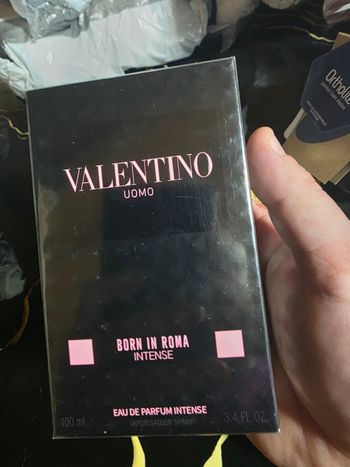 VALENTINO
UOMO
BORN IN ROMA
INTENSE
EAU DE PARFUM INTENSE
100 ml
VAPORISATEUR SPRAY
3.4 FL.OZ.